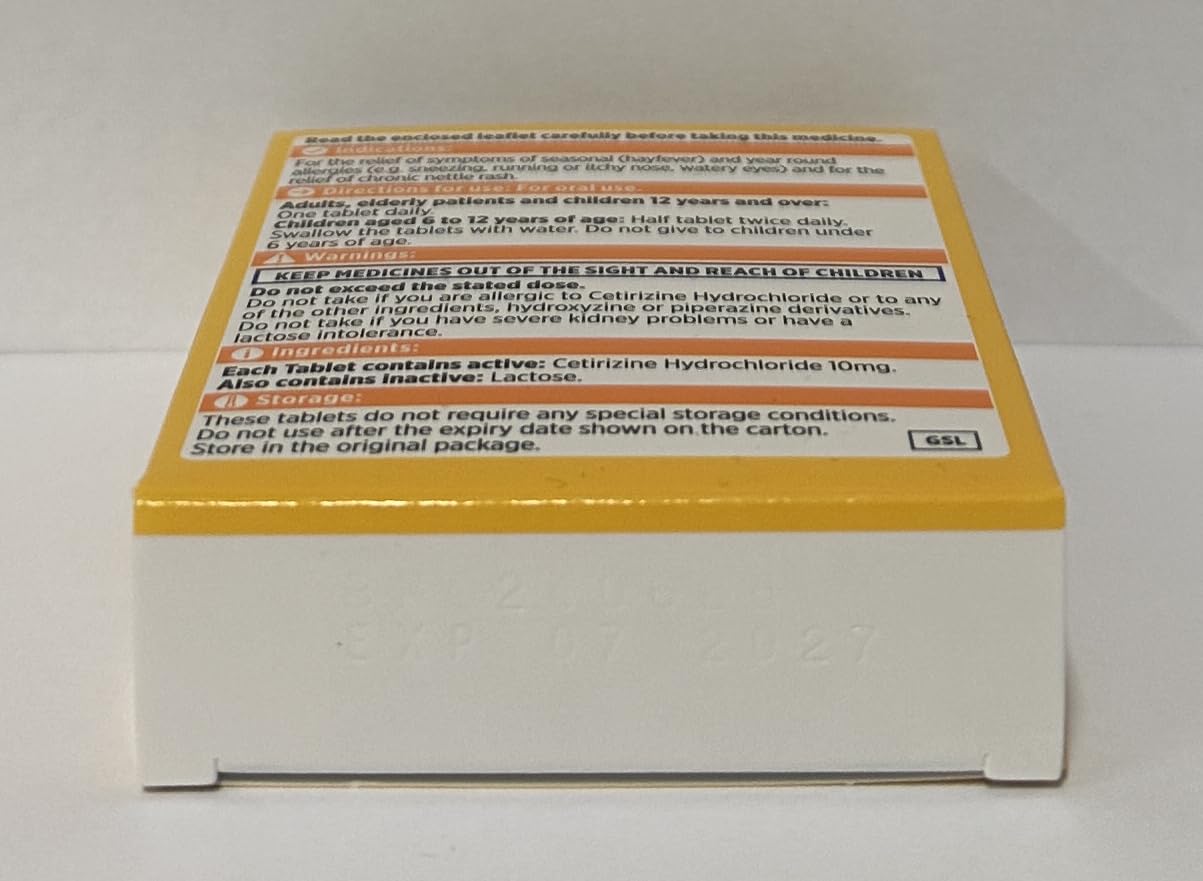 Read the enclosed leaflet carefully before taking this medicine.
Indications:
For the relief of symptoms of seasonal (hayfever) and year round
allergies (e.g. sneezing, running or itchy nose, watery eyes) and for the
relief of chronic nettle rash.
Directions for use: For oral use.
Adults, elderly patients and children 12 years and over:
One tablet daily.
Children aged 6 to 12 years of age: Half tablet twice daily.
Swallow the tablets with water. Do not give to children under
6 years of age.
Warnings:
KEEP MEDICINES OUT OF THE SIGHT AND REACH OF CHILDREN
Do not exceed the stated dose.
Do not take if you are allergic to Cetirizine Hydrochloride or to any
of the other ingredients, hydroxyzine or piperazine derivatives.
Do not take if you have severe kidney problems or have a
lactose intolerance.
Ingredients:
Each Tablet contains active: Cetirizine Hydrochloride 10mg.
Also contains inactive: Lactose.
Storage:
These tablets do not require any special storage conditions.
Do not use after the expiry date shown on the carton.
Store in the original package.
GSL
EXP 07 2027